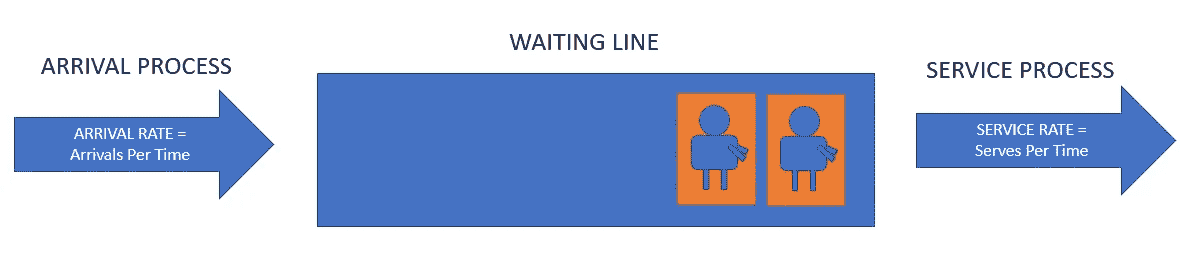 WAITING LINE
ARRIVAL PROCESS
SERVICE PROCESS
ARRIVAL RATE =
Arrivals Per Time
SERVICE RATE =
Serves Per Time